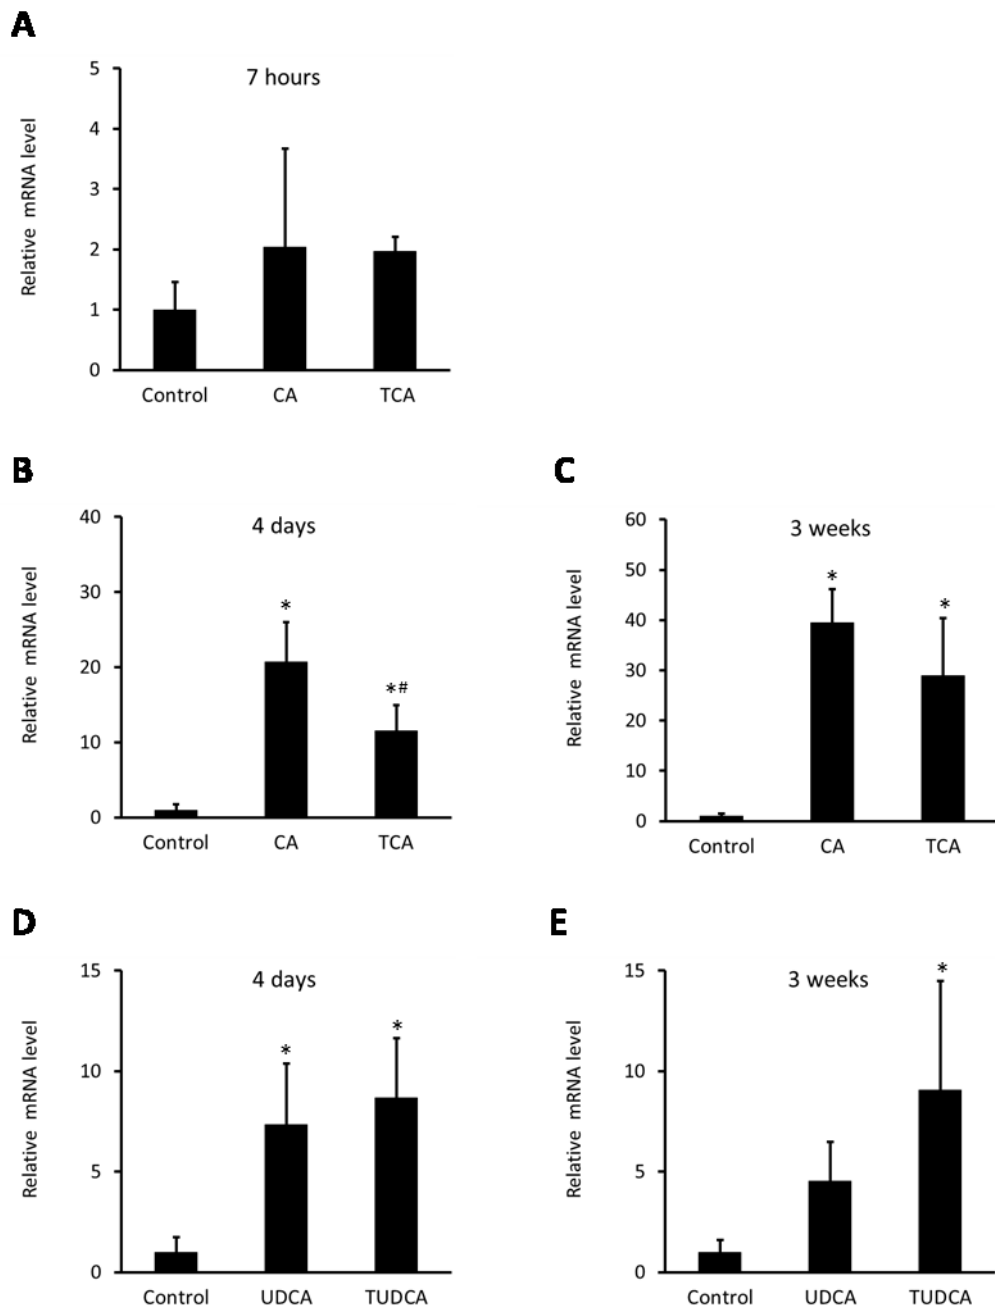 A
7 hours
Relative mRNA level
5
4
3
2
1
0
Control CA TCA
B
4 days
Relative mRNA level
40
30
20
10
0
*
*#
Control CA TCA
C
3 weeks
Relative mRNA level
60
50
40
30
20
10
0
*
*
Control CA TCA
D
4 days
Relative mRNA level
15
10
5
0
*
*
Control UDCA TUDCA
E
3 weeks
Relative mRNA level
15
10
5
0
*
Control UDCA TUDCA